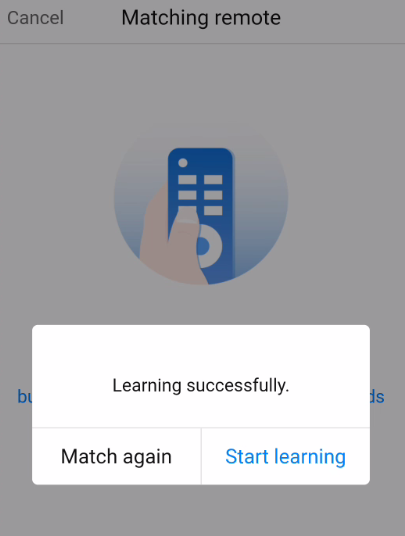 Cancel
Matching remote
Learning successfully.
Match again
Start learning